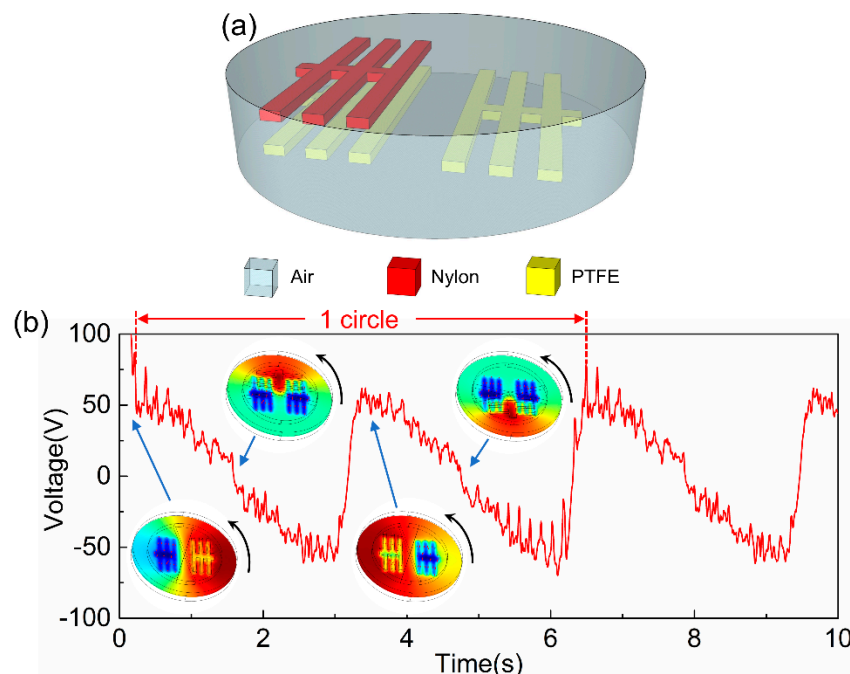 (a)
Air
Nylon
PTFE
(b)
1 circle
100
50
0
-50
-100
Voltage(V)
0
2
4
6
8
10
Time(s)